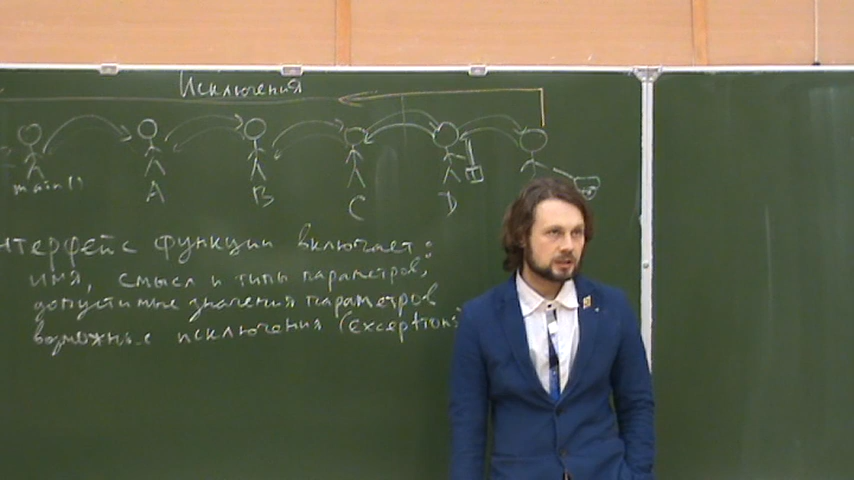 Исключения
main()
A
B
C
D
нтерфейс функции включает:
имя, смысл и типы параметров,
допустимые значения параметров
возможные исключения (exceptions